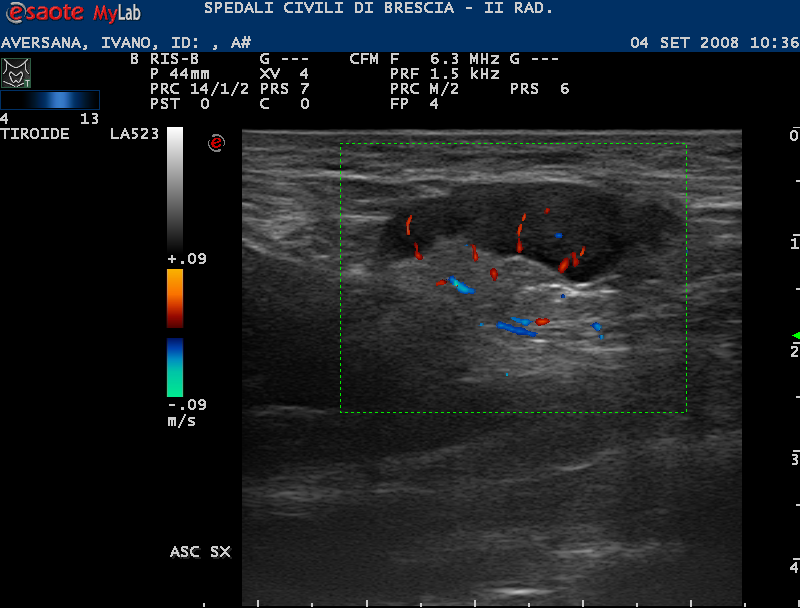 esaote MyLab
SPEDALI CIVILI DI BRESCIA - II RAD.
AVERSANA, IVANO, ID: , A#
04 SET 2008 10:36
B RIS-B G --- CFM F 6.3 MHz G ---
P 44mm XV 4 PRF 1.5 kHz
PRC 14/1/2 PRS 7 PRC M/2 PRS 6
PST 0 C 0 FP 4
T
4 13
TIROIDE LA523
e
0
1
+.09
2
-.09
m/s
3
ASC SX
4